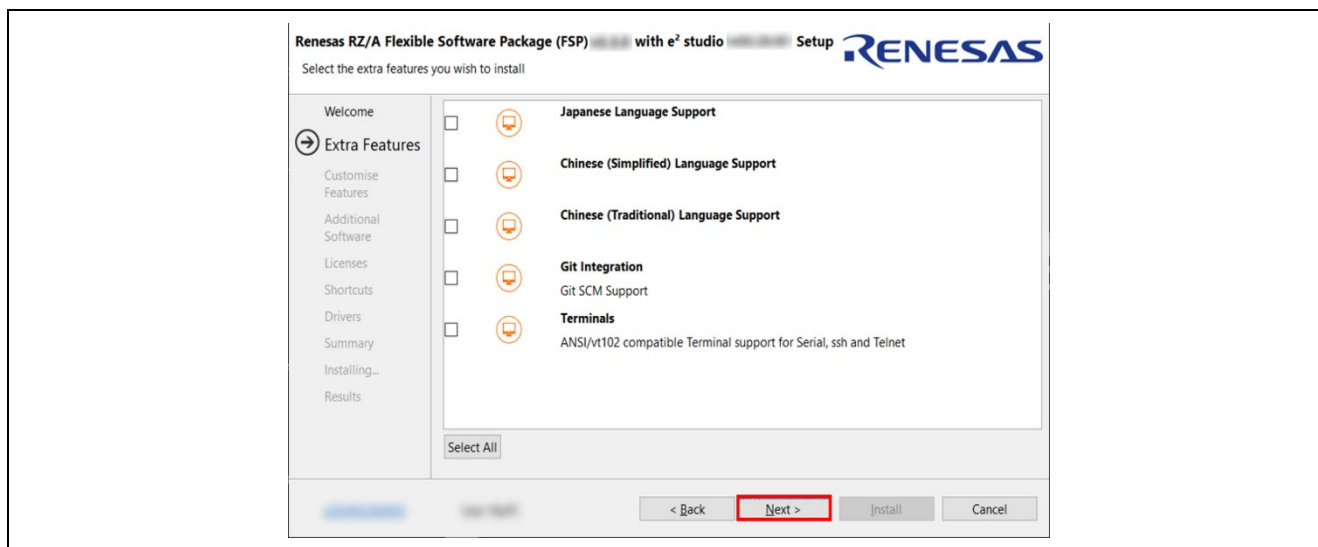 Renesas RZ/A Flexible Software Package (FSP) with e² studio Setup
RENESAS
Select the extra features you wish to install
Welcome
Extra Features
Customise
Features
Additional
Software
Licenses
Shortcuts
Drivers
Summary
Installing...
Results
Japanese Language Support
Chinese (Simplified) Language Support
Chinese (Traditional) Language Support
Git Integration
Git SCM Support
Terminals
ANSI/vt102 compatible Terminal support for Serial, ssh and Telnet
Select All
< Back
Next >
Install
Cancel